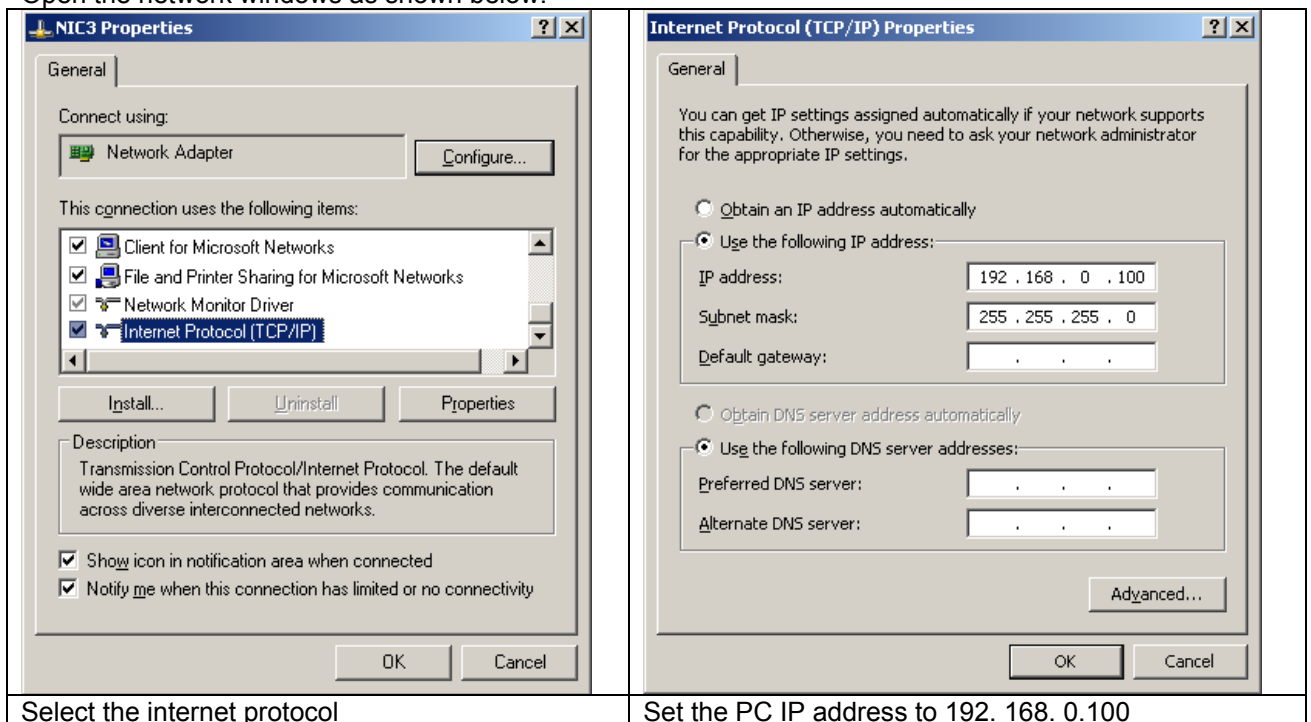 Open the network windows as shown below:
NIC3 Properties
General
Connect using:
Network Adapter
Configure...
This connection uses the following items:
Client for Microsoft Networks
File and Printer Sharing for Microsoft Networks
Network Monitor Driver
Internet Protocol (TCP/IP)
Install...
Uninstall
Properties
Description
Transmission Control Protocol/Internet Protocol. The default
wide area network protocol that provides communication
across diverse interconnected networks.
Show icon in notification area when connected
Notify me when this connection has limited or no connectivity
OK
Cancel
Select the internet protocol
Internet Protocol (TCP/IP) Properties
General
You can get IP settings assigned automatically if your network supports
this capability. Otherwise, you need to ask your network administrator
for the appropriate IP settings.
Obtain an IP address automatically
Use the following IP address:
IP address: 192 . 168 . 0 . 100
Subnet mask: 255 . 255 . 255 . 0
Default gateway: . . .
Obtain DNS server address automatically
Use the following DNS server addresses:
Preferred DNS server: . . .
Alternate DNS server: . . .
Advanced...
OK
Cancel
Set the PC IP address to 192. 168. 0.100